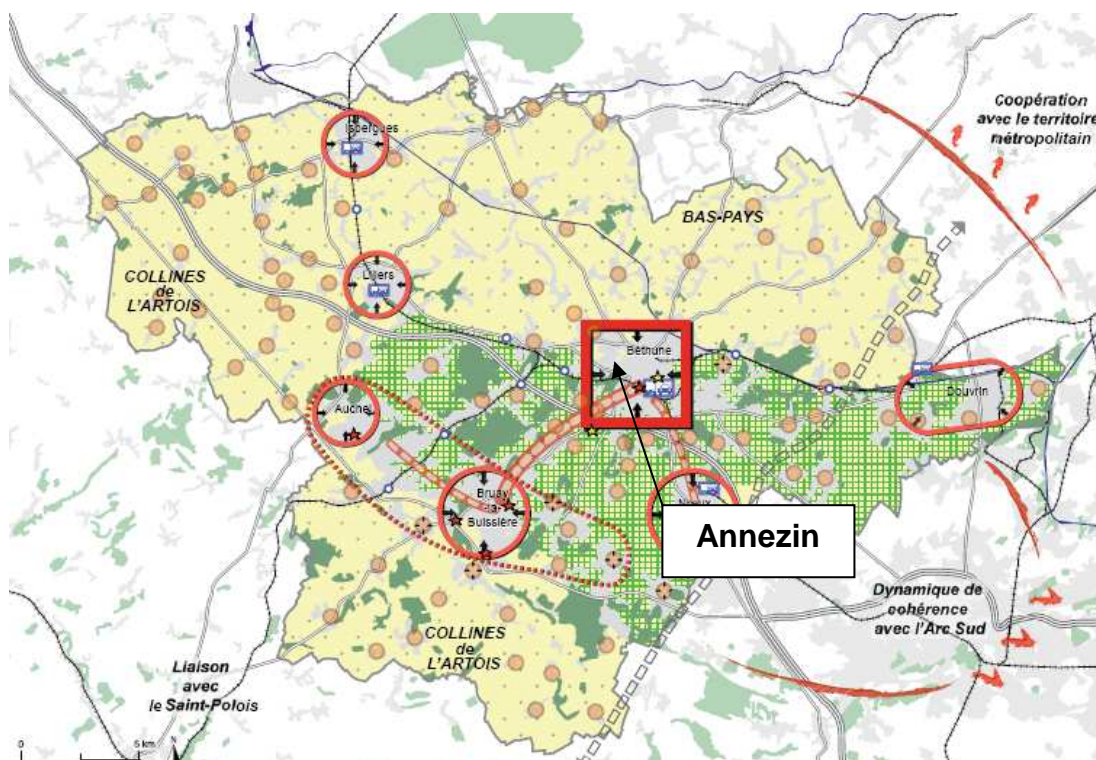 Coopération
avec le territoire
métropolitain
Isbergues
BAS-PAYS
COLLINES
de
L'ARTOIS
Lillers
Béthune
Auchel
Douvrin
Bruay
-la-
Buissière
Annezin
Dynamique de
cohérence
avec l'Arc Sud
COLLINES
de
L'ARTOIS
Liaison
avec
le Saint-Polois
0
5 km
N